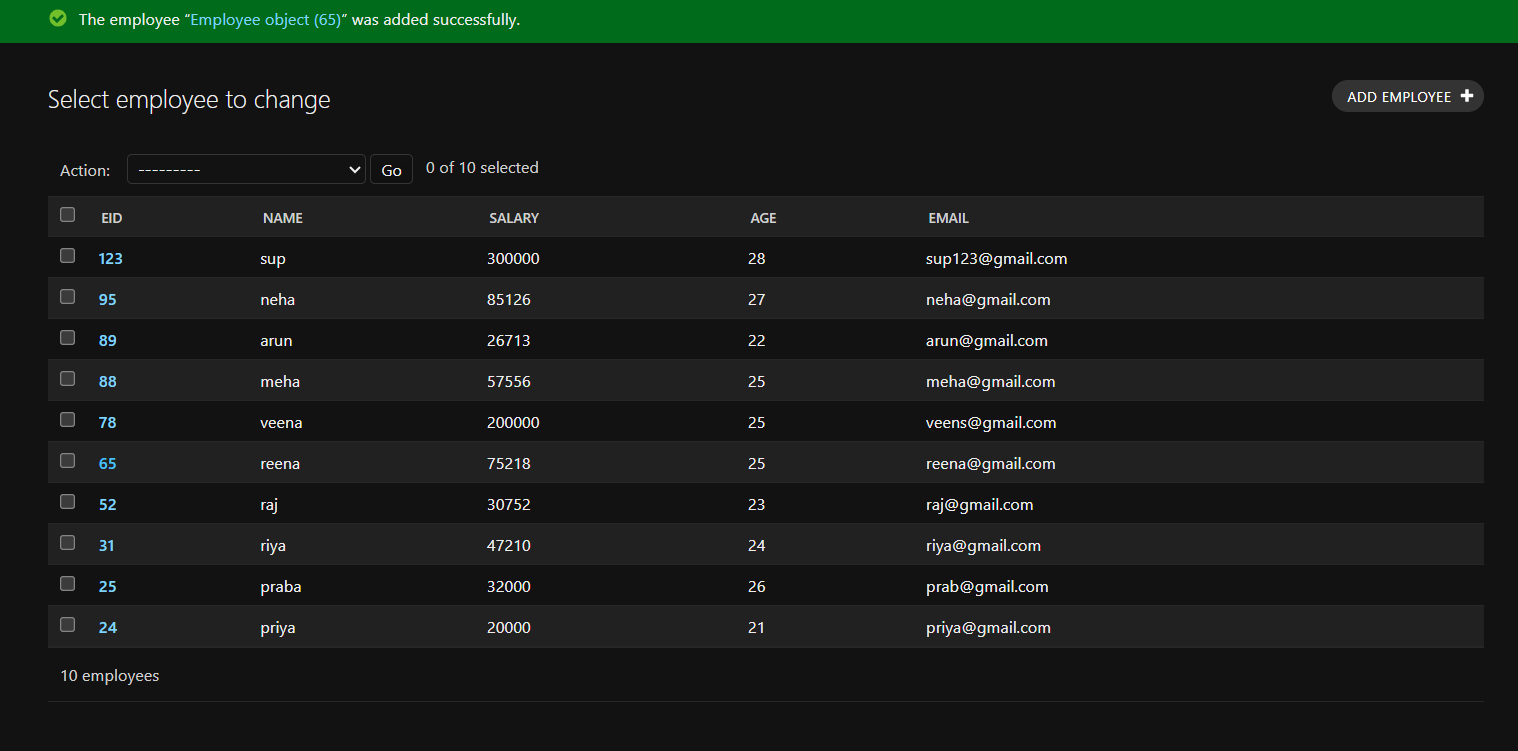 The employee “Employee object (65)” was added successfully.
Select employee to change
ADD EMPLOYEE +
Action: --------- Go 0 of 10 selected
EID NAME SALARY AGE EMAIL
123 sup 300000 28 sup123@gmail.com
95 neha 85126 27 neha@gmail.com
89 arun 26713 22 arun@gmail.com
88 meha 57556 25 meha@gmail.com
78 veena 200000 25 veens@gmail.com
65 reena 75218 25 reena@gmail.com
52 raj 30752 23 raj@gmail.com
31 riya 47210 24 riya@gmail.com
25 praba 32000 26 prab@gmail.com
24 priya 20000 21 priya@gmail.com
10 employees